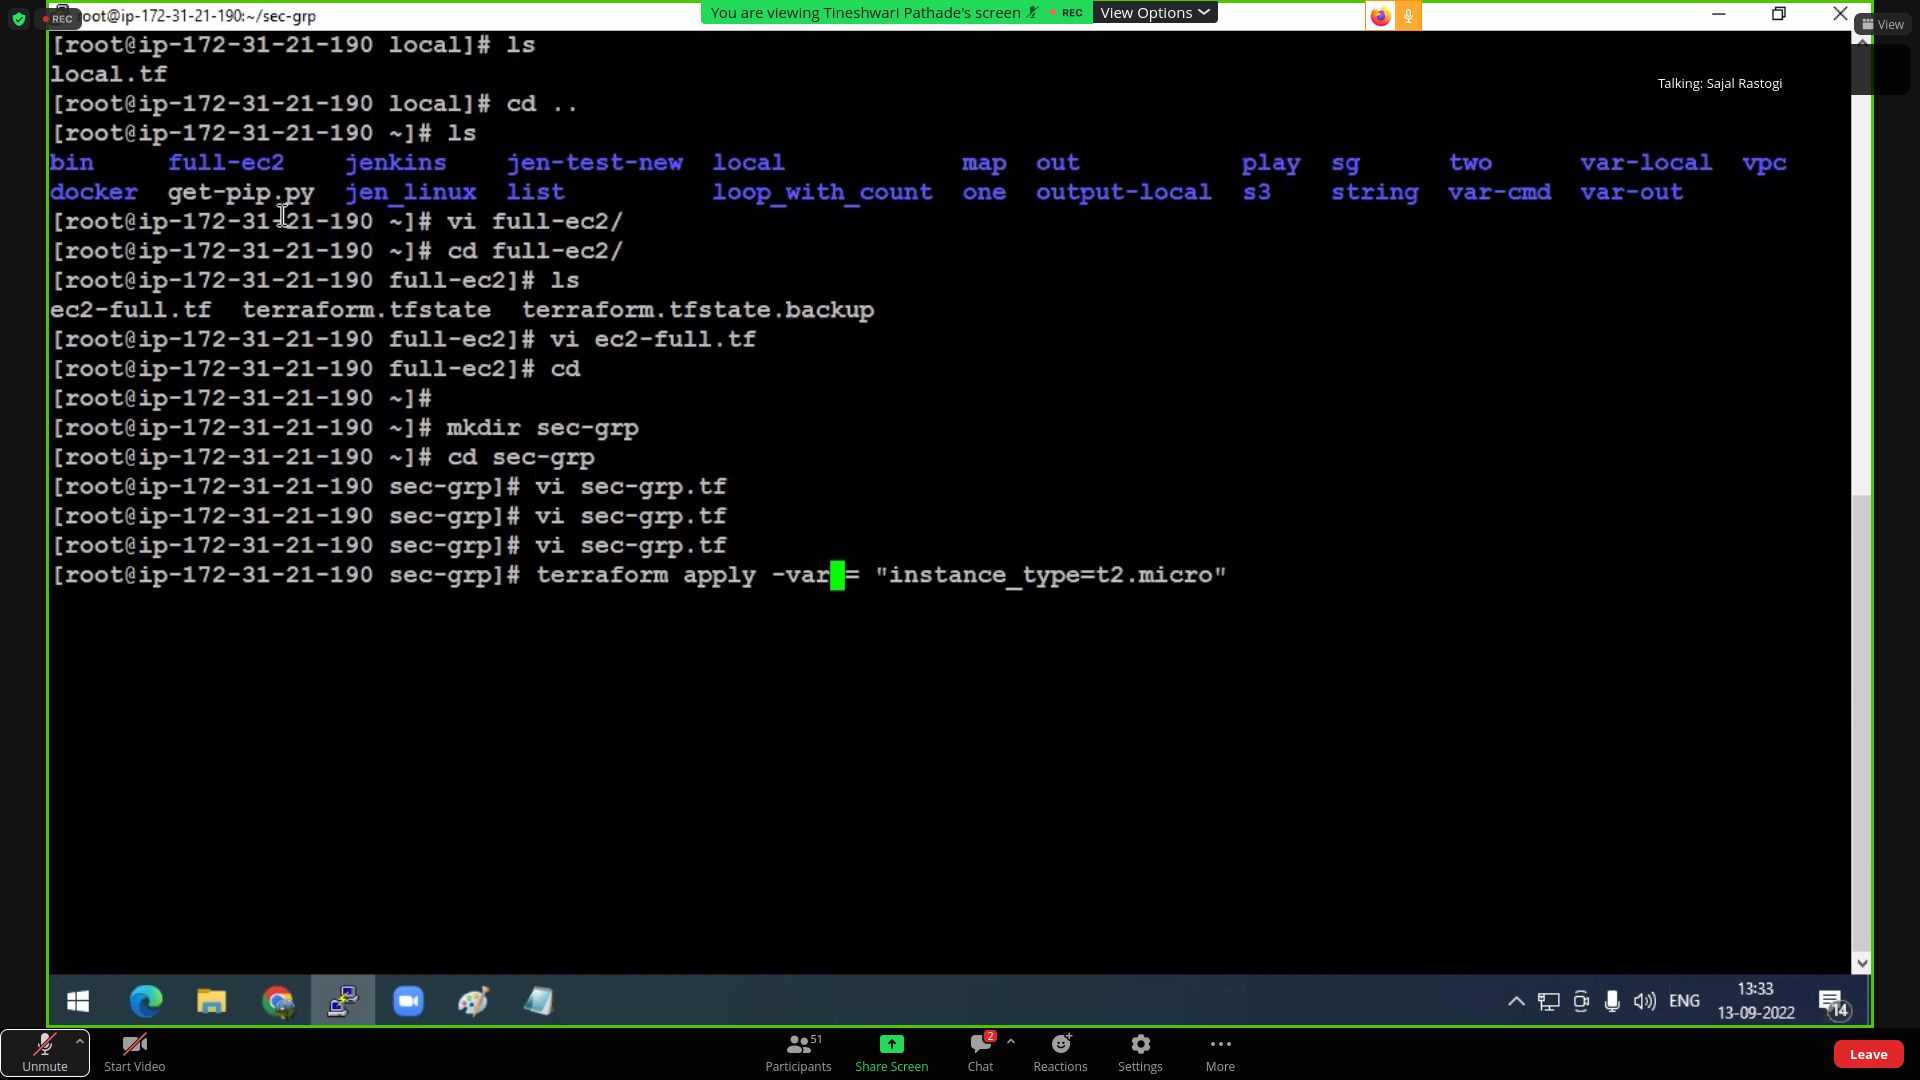 REC
root@ip-172-31-21-190:~/sec-grp
You are viewing Tineshwari Pathade's screen
REC
View Options
View
Talking: Sajal Rastogi
[root@ip-172-31-21-190 local]# ls
local.tf
[root@ip-172-31-21-190 local]# cd ..
[root@ip-172-31-21-190 ~]# ls
bin full-ec2 jenkins jen-test-new local map out play sg two var-local vpc
docker get-pip.py jen_linux list loop_with_count one output-local s3 string var-cmd var-out
[root@ip-172-31-21-190 ~]# vi full-ec2/
[root@ip-172-31-21-190 ~]# cd full-ec2/
[root@ip-172-31-21-190 full-ec2]# ls
ec2-full.tf terraform.tfstate terraform.tfstate.backup
[root@ip-172-31-21-190 full-ec2]# vi ec2-full.tf
[root@ip-172-31-21-190 full-ec2]# cd
[root@ip-172-31-21-190 ~]#
[root@ip-172-31-21-190 ~]# mkdir sec-grp
[root@ip-172-31-21-190 ~]# cd sec-grp
[root@ip-172-31-21-190 sec-grp]# vi sec-grp.tf
[root@ip-172-31-21-190 sec-grp]# vi sec-grp.tf
[root@ip-172-31-21-190 sec-grp]# vi sec-grp.tf
[root@ip-172-31-21-190 sec-grp]# terraform apply -var = "instance_type=t2.micro"
ENG
13:33
13-09-2022
14
Unmute
Start Video
Participants
51
Share Screen
Chat
2
Reactions
Settings
More
Leave